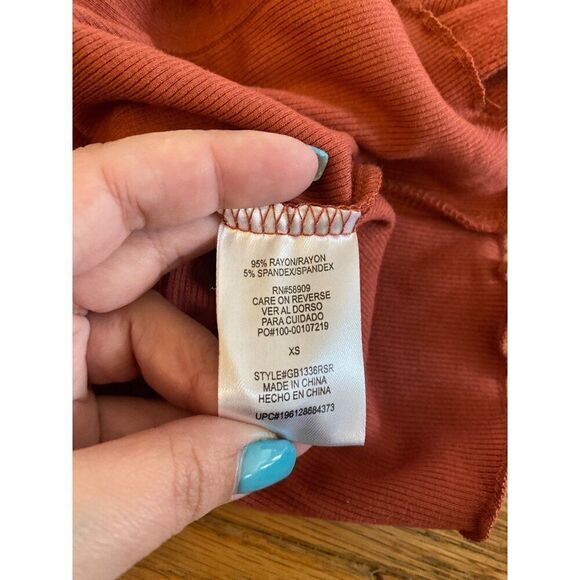 95% RAYON/RAYON
5% SPANDEX/SPANDEX
RN#58909
CARE ON REVERSE
VER AL DORSO
PARA CUIDADO
PO#100-00107219
XS
STYLE#GB1336RSR
MADE IN CHINA
HECHO EN CHINA
UPC#196128684373